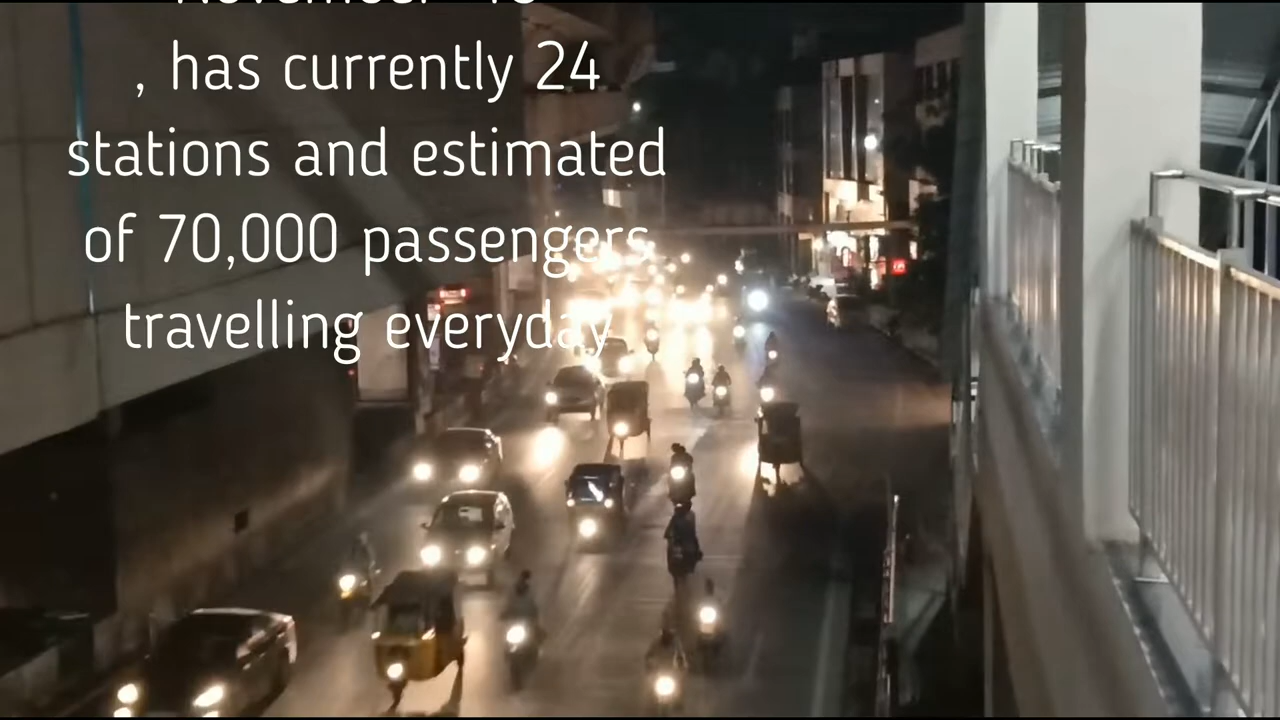 , has currently 24
stations and estimated
of 70,000 passengers
travelling everyday